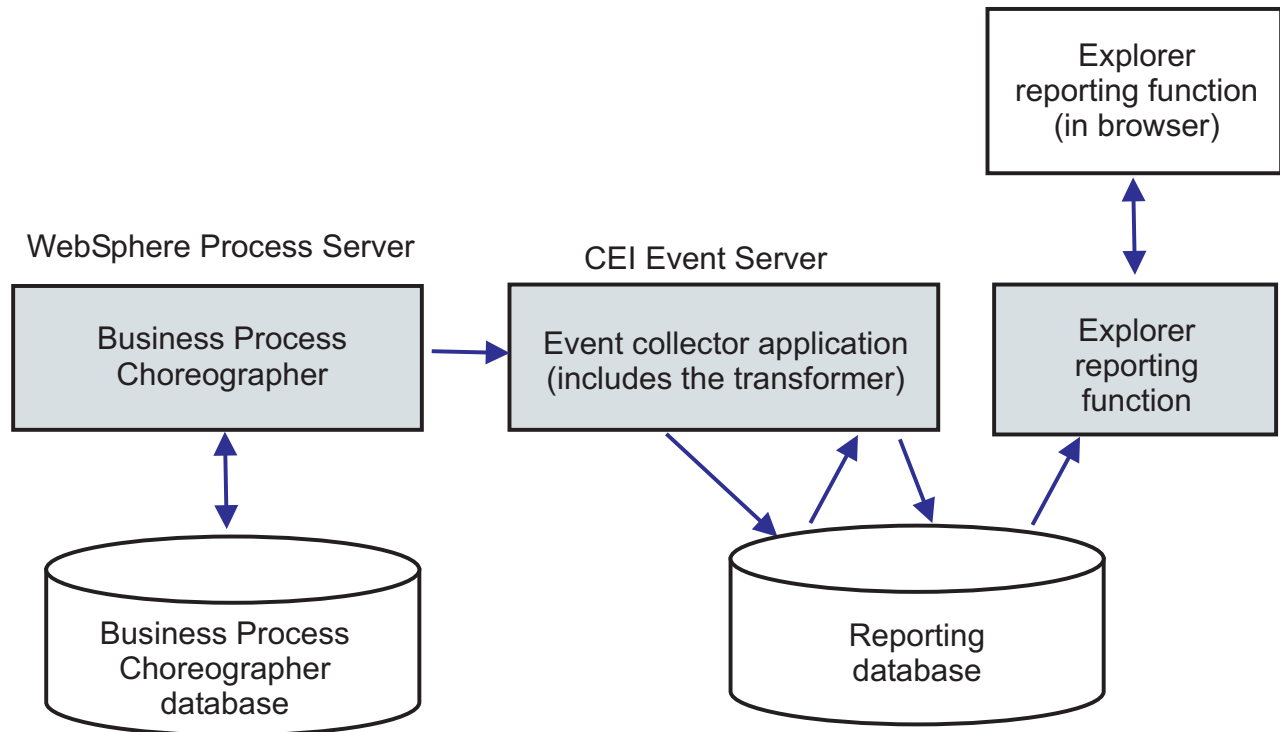 Explorer
reporting function
(in browser)
WebSphere Process Server
CEI Event Server
Business Process
Choreographer
Event collector application
(includes the transformer)
Explorer
reporting
function
Business Process
Choreographer
database
Reporting
database